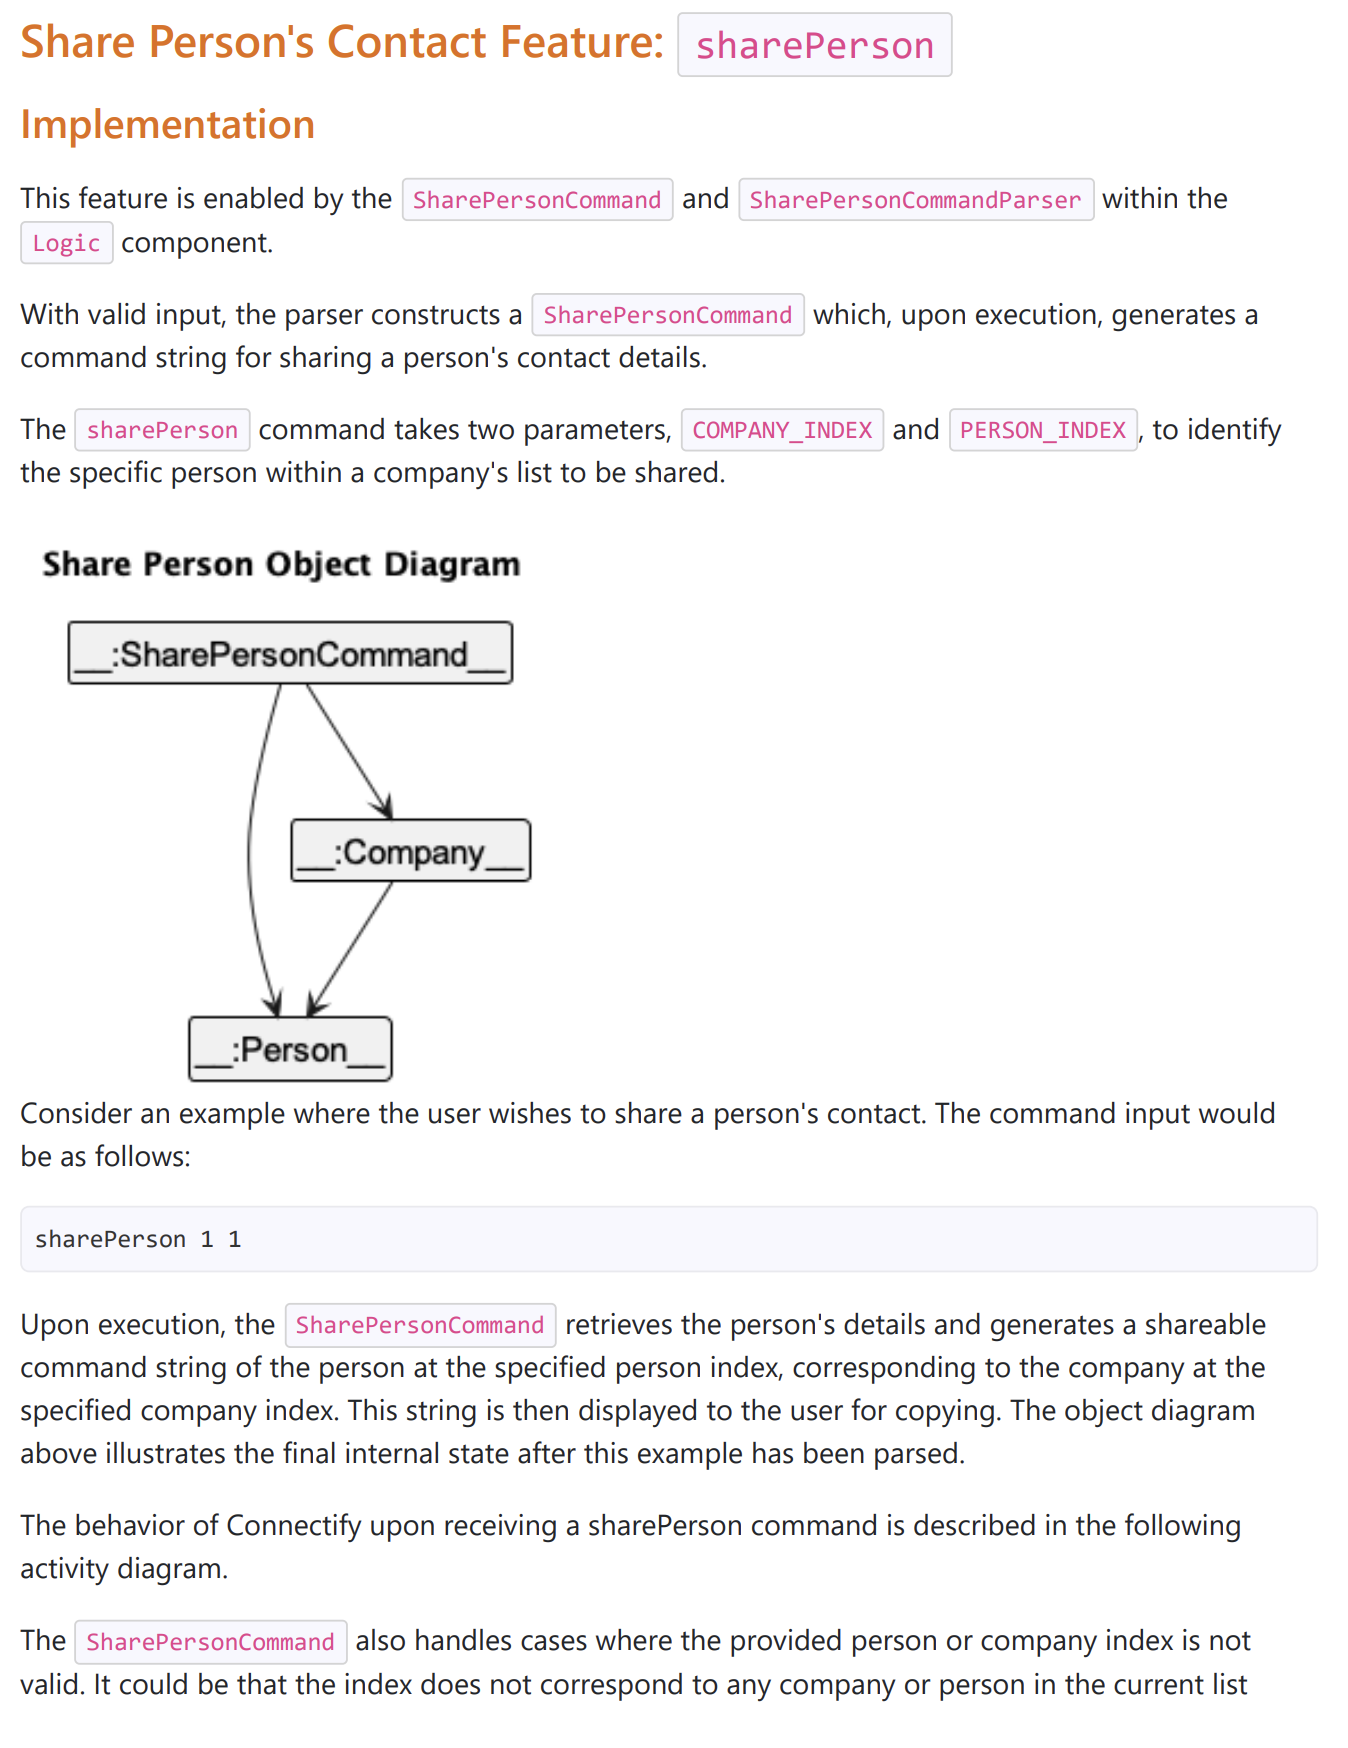 Share Person's Contact Feature: sharePerson
Implementation
This feature is enabled by the SharePersonCommand and SharePersonCommandParser within the
Logic component.
With valid input, the parser constructs a SharePersonCommand which, upon execution, generates a
command string for sharing a person's contact details.
The sharePerson command takes two parameters, COMPANY_INDEX and PERSON_INDEX, to identify
the specific person within a company's list to be shared.
Share Person Object Diagram
__:SharePersonCommand__
__:Company__
__:Person__
Consider an example where the user wishes to share a person's contact. The command input would
be as follows:
sharePerson 1 1
Upon execution, the SharePersonCommand retrieves the person's details and generates a shareable
command string of the person at the specified person index, corresponding to the company at the
specified company index. This string is then displayed to the user for copying. The object diagram
above illustrates the final internal state after this example has been parsed.
The behavior of Connectify upon receiving a sharePerson command is described in the following
activity diagram.
The SharePersonCommand also handles cases where the provided person or company index is not
valid. It could be that the index does not correspond to any company or person in the current list